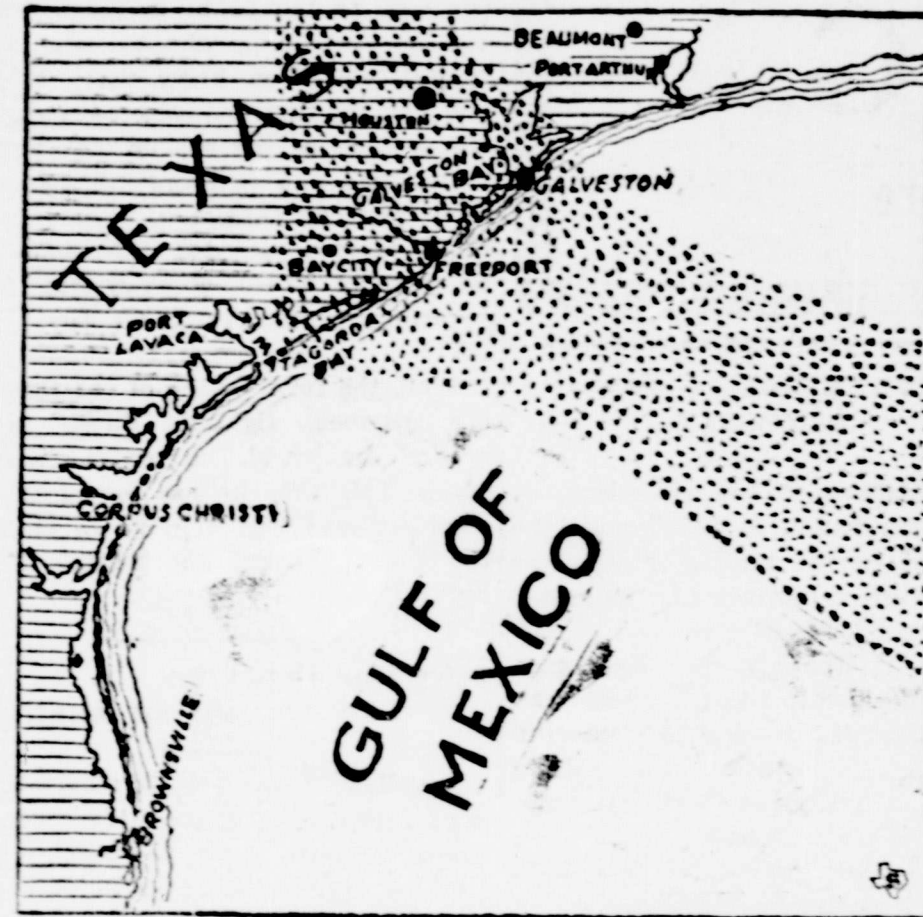 BEAUMONT
PORT ARTHUR
HOUSTON
TEXAS
GALVESTON
BAY
GALVESTON
BAY CITY
FREEPORT
PORT
LAVACA
MATAGORDA
BAY
CORPUS CHRISTI
GULF OF
MEXICO
BROWNSVILLE